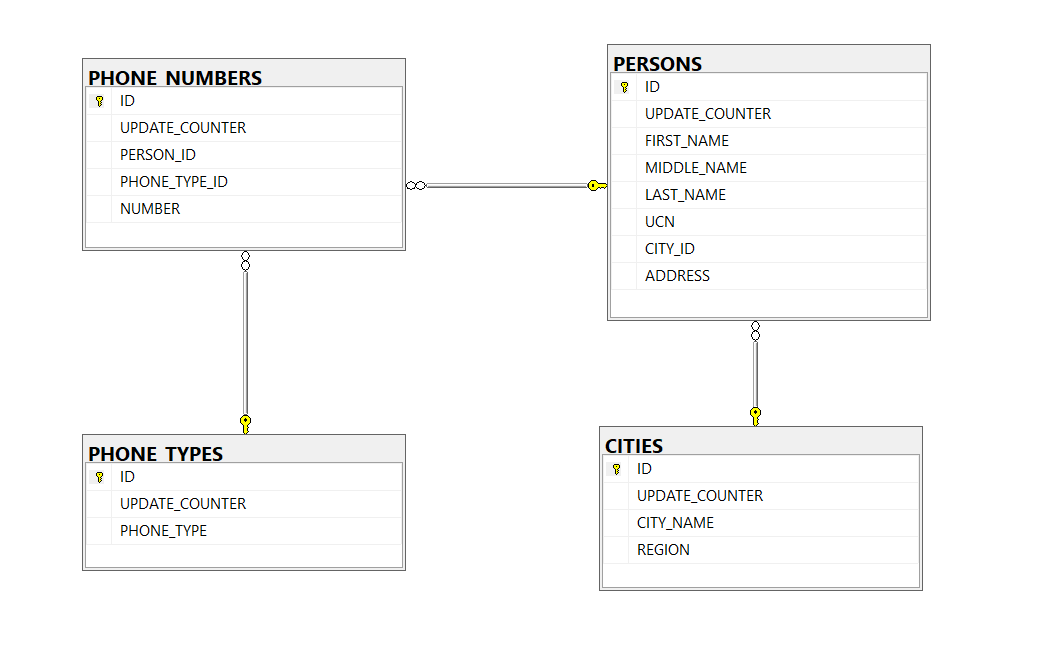 PHONE_NUMBERS
ID
UPDATE_COUNTER
PERSON_ID
PHONE_TYPE_ID
NUMBER
PERSONS
ID
UPDATE_COUNTER
FIRST_NAME
MIDDLE_NAME
LAST_NAME
UCN
CITY_ID
ADDRESS
PHONE_TYPES
ID
UPDATE_COUNTER
PHONE_TYPE
CITIES
ID
UPDATE_COUNTER
CITY_NAME
REGION